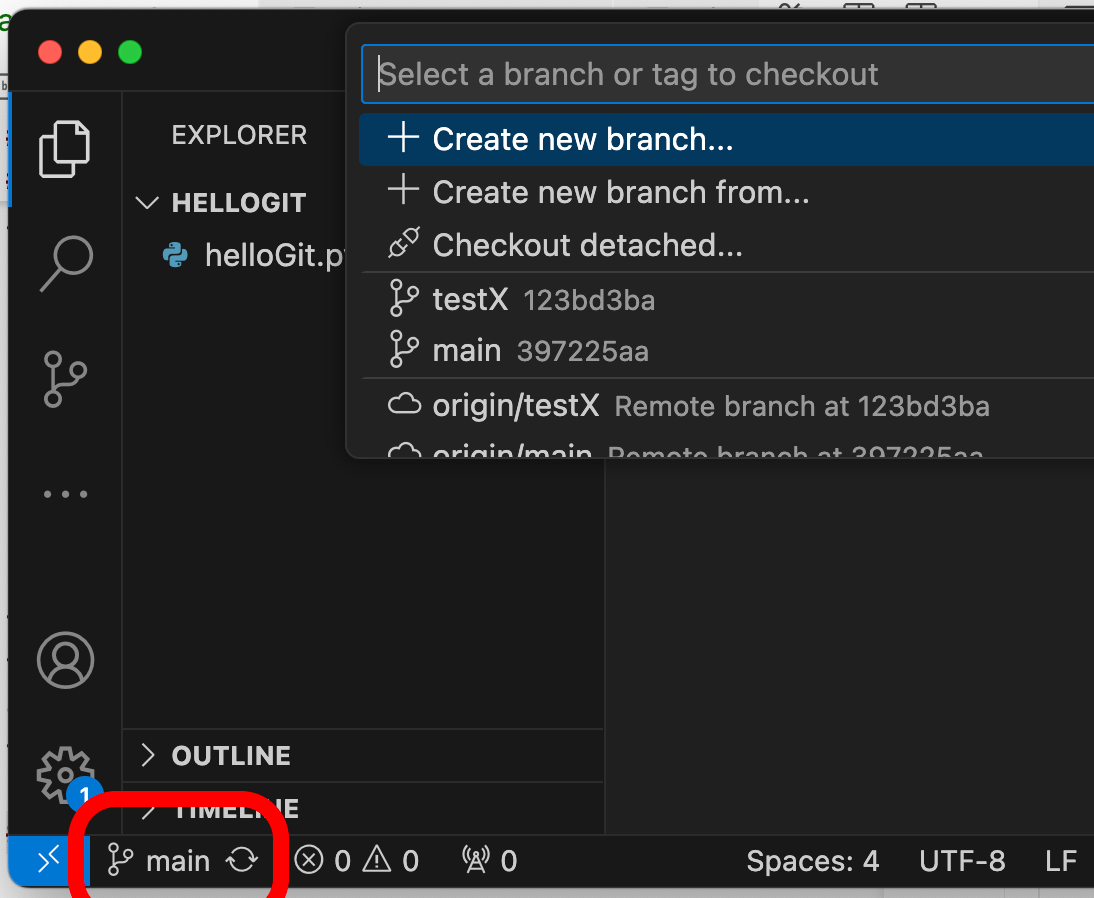 Select a branch or tag to checkout
Create new branch...
Create new branch from...
Checkout detached...
testX 123bd3ba
main 397225aa
origin/testX Remote branch at 123bd3ba
origin/main Remote branch at 397225aa
EXPLORER
HELLOGIT
helloGit.p
OUTLINE
TIMELINE
1
main 0 0 0 Spaces: 4 UTF-8 LF